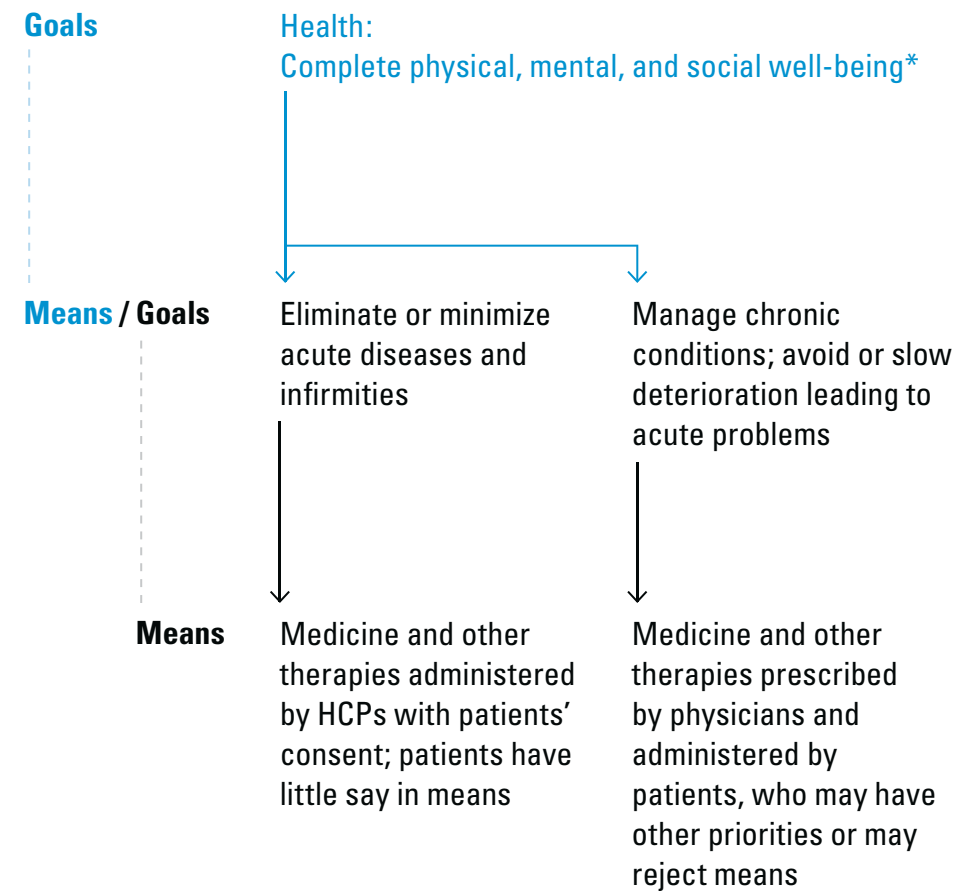 Goals
Health:
Complete physical, mental, and social well-being*
Means / Goals
Eliminate or minimize
acute diseases and
infirmities
Manage chronic
conditions; avoid or slow
deterioration leading to
acute problems
Means
Medicine and other
therapies administered
by HCPs with patients’
consent; patients have
little say in means
Medicine and other
therapies prescribed
by physicians and
administered by
patients, who may have
other priorities or may
reject means